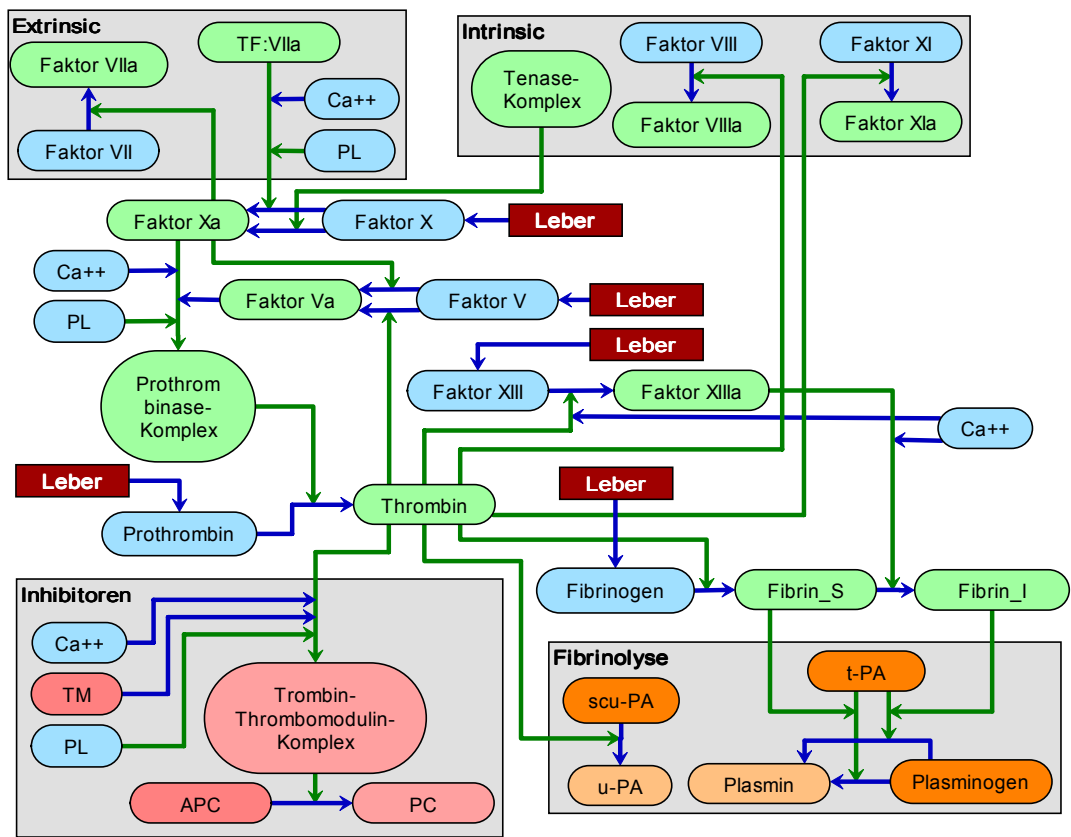 Extrinsic
TF:VIIa
Faktor VIIa
Ca++
Faktor VII
PL
Intrinsic
Faktor VIII
Faktor XI
Tenase-
Komplex
Faktor VIIIa
Faktor XIa
Faktor Xa
Faktor X
Leber
Ca++
Faktor Va
Faktor V
Leber
PL
Leber
Prothrom
binase-
Komplex
Faktor XIII
Faktor XIIIa
Ca++
Leber
Leber
Thrombin
Prothrombin
Fibrinogen
Fibrin_S
Fibrin_I
Inhibitoren
Ca++
TM
PL
Trombin-
Thrombomodulin-
Komplex
APC
PC
Fibrinolyse
t-PA
scu-PA
u-PA
Plasmin
Plasminogen